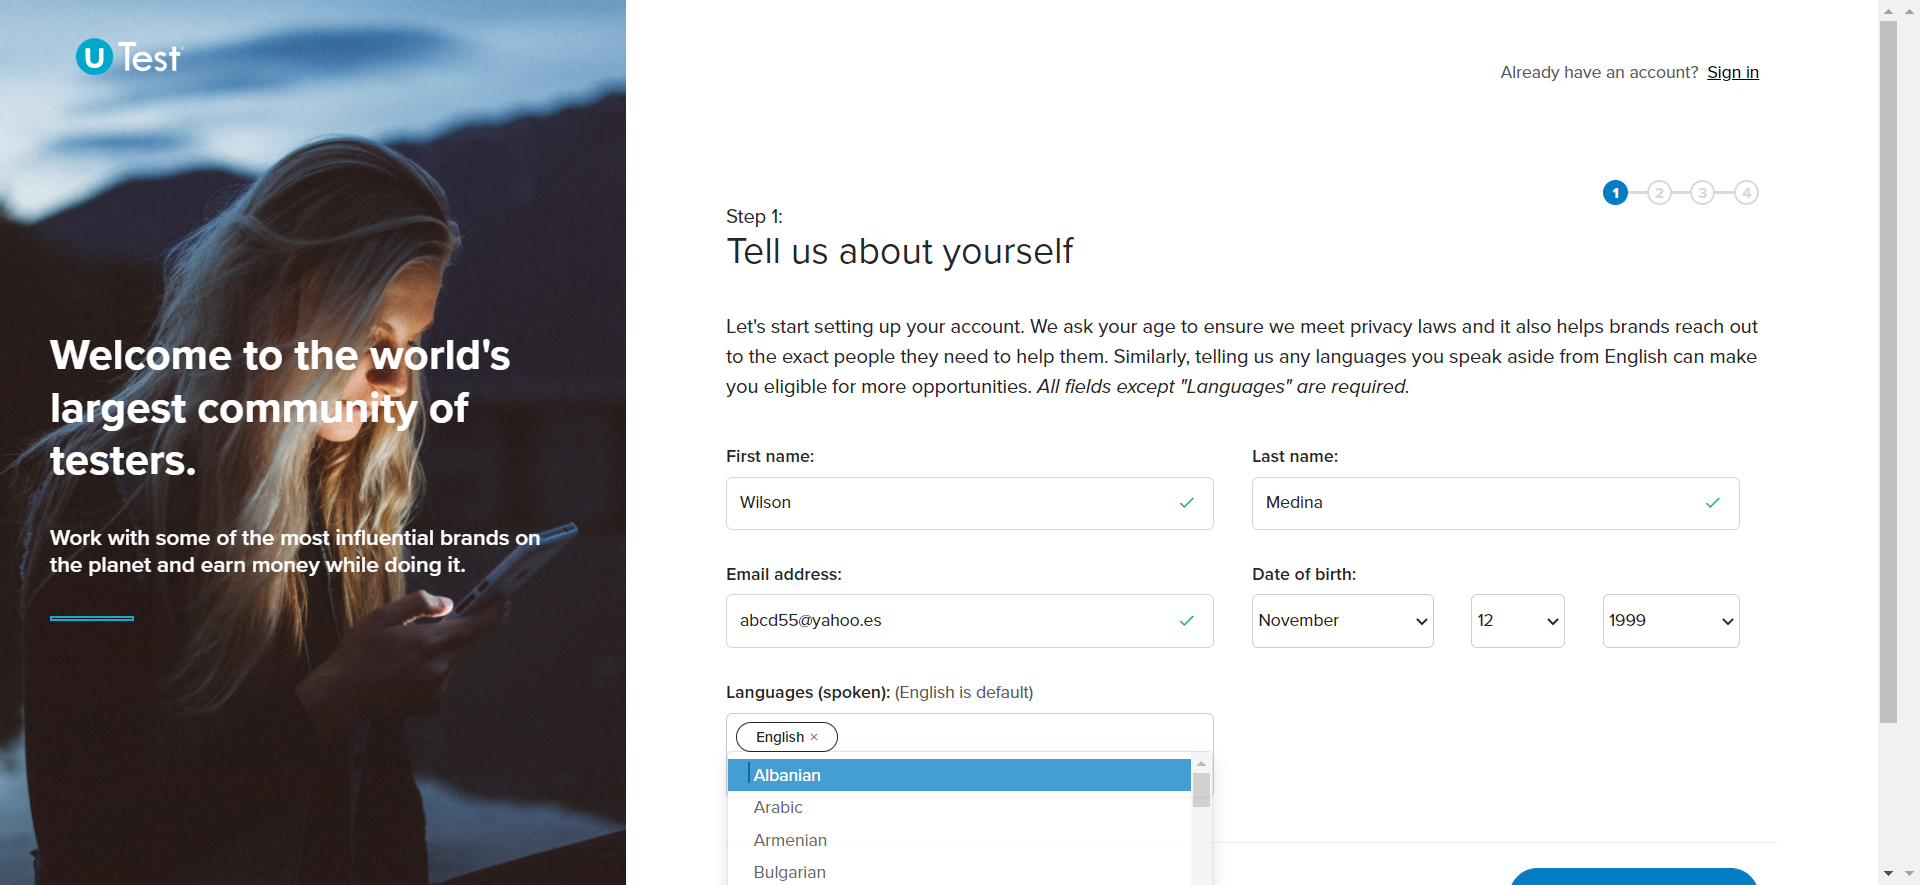 U Test
Already have an account? Sign in
1 2 3 4
Step 1:
Tell us about yourself
Let's start setting up your account. We ask your age to ensure we meet privacy laws and it also helps brands reach out
to the exact people they need to help them. Similarly, telling us any languages you speak aside from English can make
you eligible for more opportunities. All fields except "Languages" are required.
Welcome to the world's
largest community of
testers.
Work with some of the most influential brands on
the planet and earn money while doing it.
First name:
Last name:
Wilson
Medina
Email address:
Date of birth:
abcd55@yahoo.es
November
12
1999
Languages (spoken): (English is default)
English ×
Albanian
Arabic
Armenian
Bulgarian